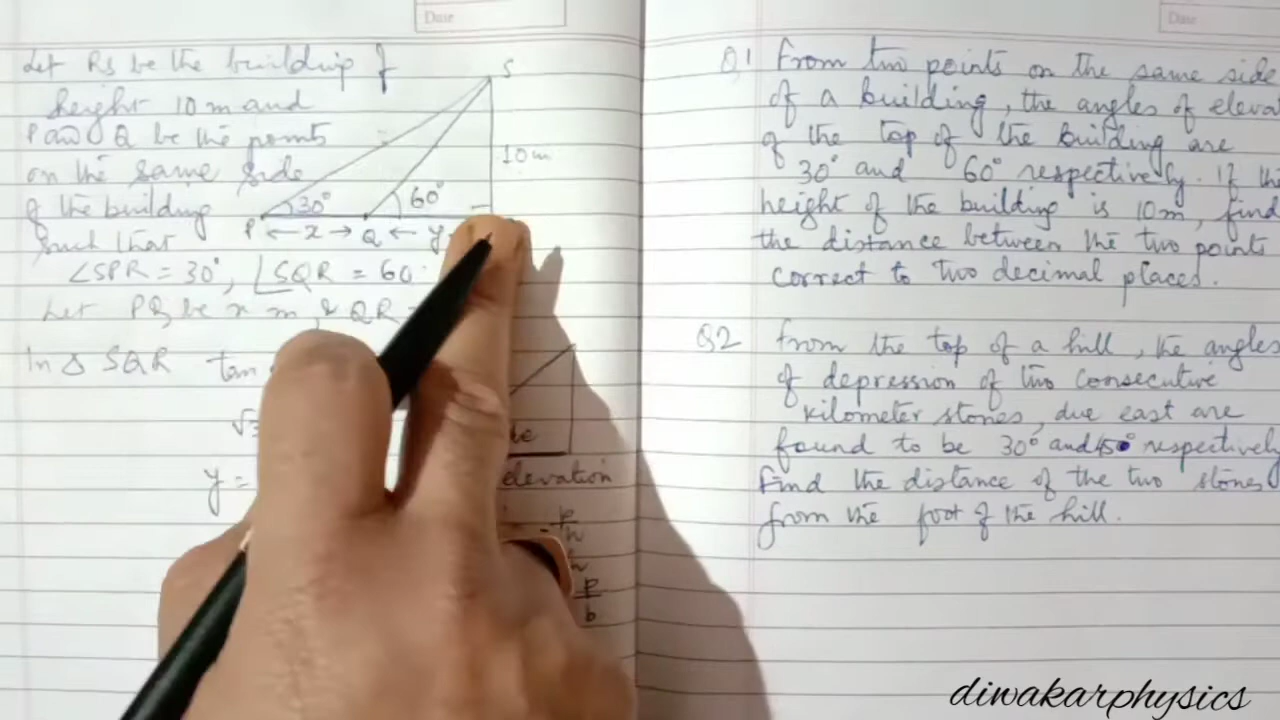 Date
Let RS be the building of
height 10 m and
P and Q be the points
on the same side
of the building
such that
∠SPR = 30°, ∠SQR = 60°
Let PQ be x m, & QR
In Δ SQR tan
√3
y =
S
10m
30°
60°
P ← x → Q ← y
elevation
p
h
h
p
b
Date
Q1 From two points on the same side
of a building, the angles of eleva
of the top of the building are
30° and 60° respectively. If the
height of the building is 10m, find
the distance between the two points
correct to two decimal places.
Q2 From the top of a hill, the angles
of depression of two consecutive
kilometer stones, due east are
found to be 30° and 45° respectively
Find the distance of the two stones
from the foot of the hill.
diwakarphysics